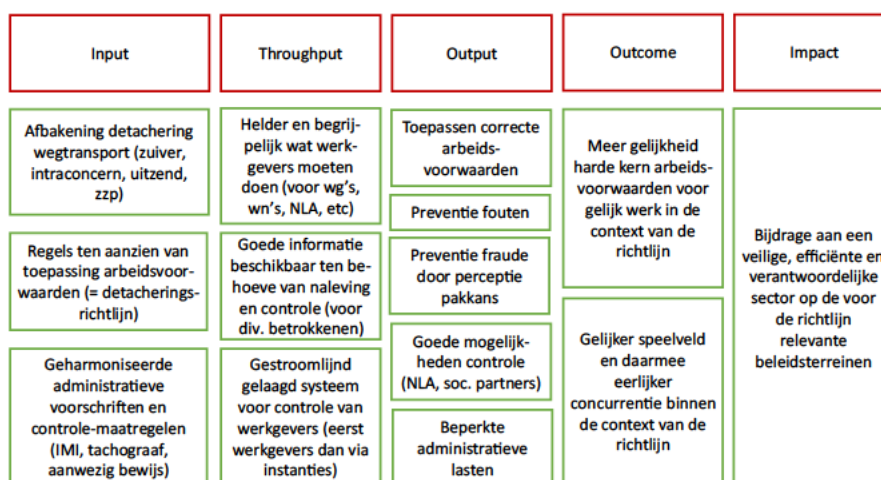 Input
Throughput
Output
Outcome
Impact
Afbakening detachering
wegtransport (zuiver,
intraconcern, uitzend,
zzp)
Regels ten aanzien van
toepassing arbeidsvoor-
waarden (= detacherings-
richtlijn)
Geharmoniseerde
administratieve
voorschriften en
controle-maatregelen
(IMI, tachograaf,
aanwezig bewijs)
Helder en begrij-
pelijk wat werk-
gevers moeten
doen (voor wg's,
wn's, NLA, etc)
Goede informatie
beschikbaar ten be-
hoeve van naleving
en controle (voor
div. betrokkenen)
Gestroomlijnd
gelaagd systeem
voor controle van
werkgevers (eerst
werkgevers dan via
instanties)
Toepassen correcte
arbeids-
voorwaarden
Preventie fouten
Preventie fraude
door perceptie
pakkans
Goede mogelijk-
heden controle
(NLA, soc. partners)
Beperkte
administratieve
lasten
Meer gelijkheid
harde kern arbeids-
voorwaarden voor
gelijk werk in de
context van de
richtlijn
Gelijker speelveld
en daarmee
eerlijker
concurrentie binnen
de context van de
richtlijn
Bijdrage aan een
veilige, efficiënte en
verantwoordelijke
sector op de voor
de richtlijn
relevante
beleidsterreinen